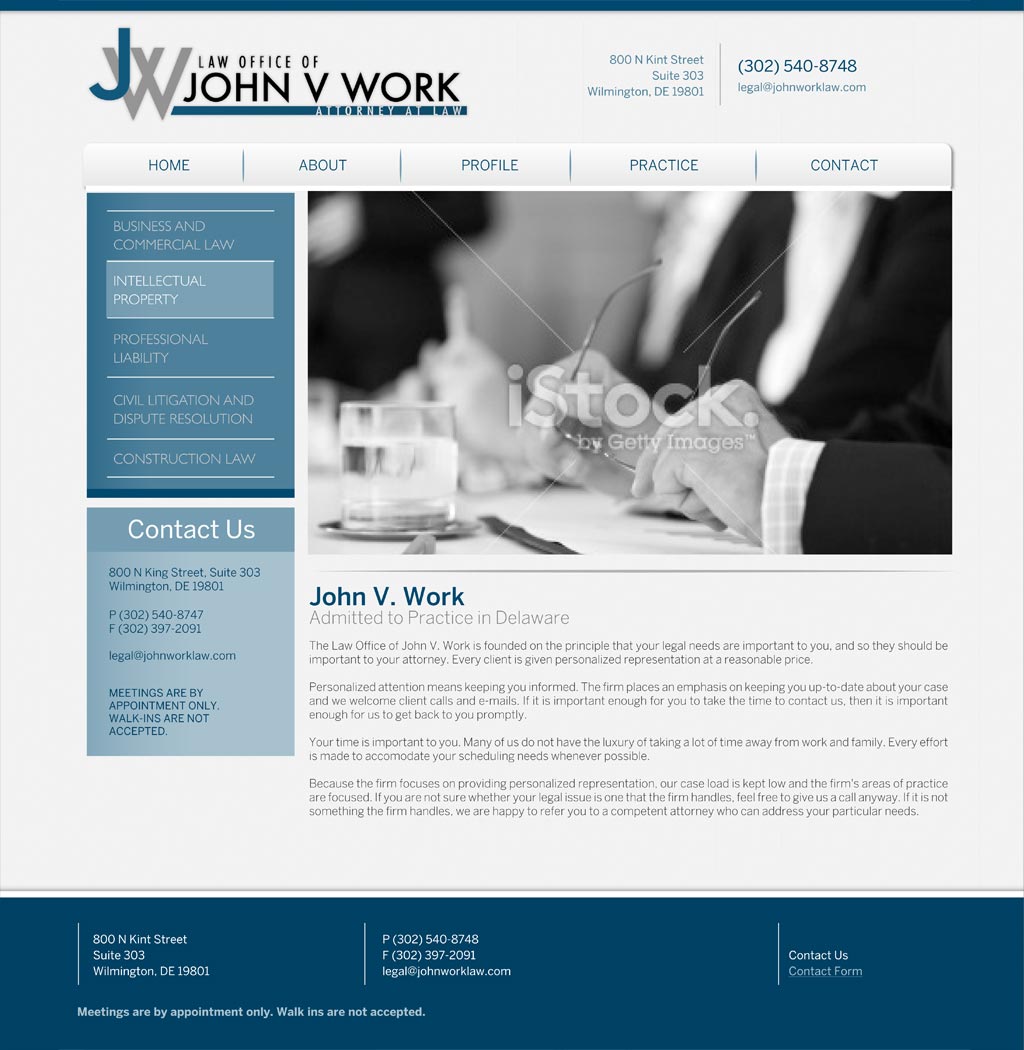 JW
LAW OFFICE OF
JOHN V WORK
ATTORNEY AT LAW
800 N Kint Street
Suite 303
Wilmington, DE 19801
(302) 540-8748
legal@johnworklaw.com
HOME
ABOUT
PROFILE
PRACTICE
CONTACT
BUSINESS AND
COMMERCIAL LAW
INTELLECTUAL
PROPERTY
PROFESSIONAL
LIABILITY
CIVIL LITIGATION AND
DISPUTE RESOLUTION
CONSTRUCTION LAW
Contact Us
800 N King Street, Suite 303
Wilmington, DE 19801
P (302) 540-8747
F (302) 397-2091
legal@johnworklaw.com
MEETINGS ARE BY
APPOINTMENT ONLY.
WALK-INS ARE NOT
ACCEPTED.
iStock.
by Getty Images™
John V. Work
Admitted to Practice in Delaware
The Law Office of John V. Work is founded on the principle that your legal needs are important to you, and so they should be
important to your attorney. Every client is given personalized representation at a reasonable price.
Personalized attention means keeping you informed. The firm places an emphasis on keeping you up-to-date about your case
and we welcome client calls and e-mails. If it is important enough for you to take the time to contact us, then it is important
enough for us to get back to you promptly.
Your time is important to you. Many of us do not have the luxury of taking a lot of time away from work and family. Every effort
is made to accomodate your scheduling needs whenever possible.
Because the firm focuses on providing personalized representation, our case load is kept low and the firm's areas of practice
are focused. If you are not sure whether your legal issue is one that the firm handles, feel free to give us a call anyway. If it is not
something the firm handles, we are happy to refer you to a competent attorney who can address your particular needs.
800 N Kint Street
Suite 303
Wilmington, DE 19801
P (302) 540-8748
F (302) 397-2091
legal@johnworklaw.com
Contact Us
Contact Form
Meetings are by appointment only. Walk ins are not accepted.